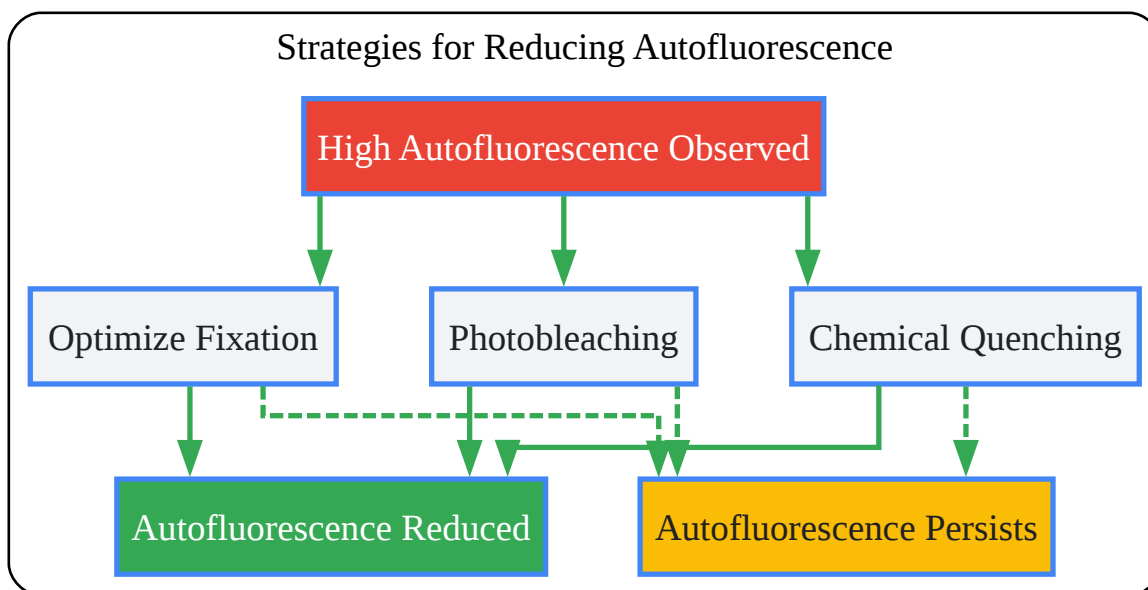 Strategies for Reducing Autofluorescence
High Autofluorescence Observed
Optimize Fixation
Photobleaching
Chemical Quenching
Autofluorescence Reduced
Autofluorescence Persists